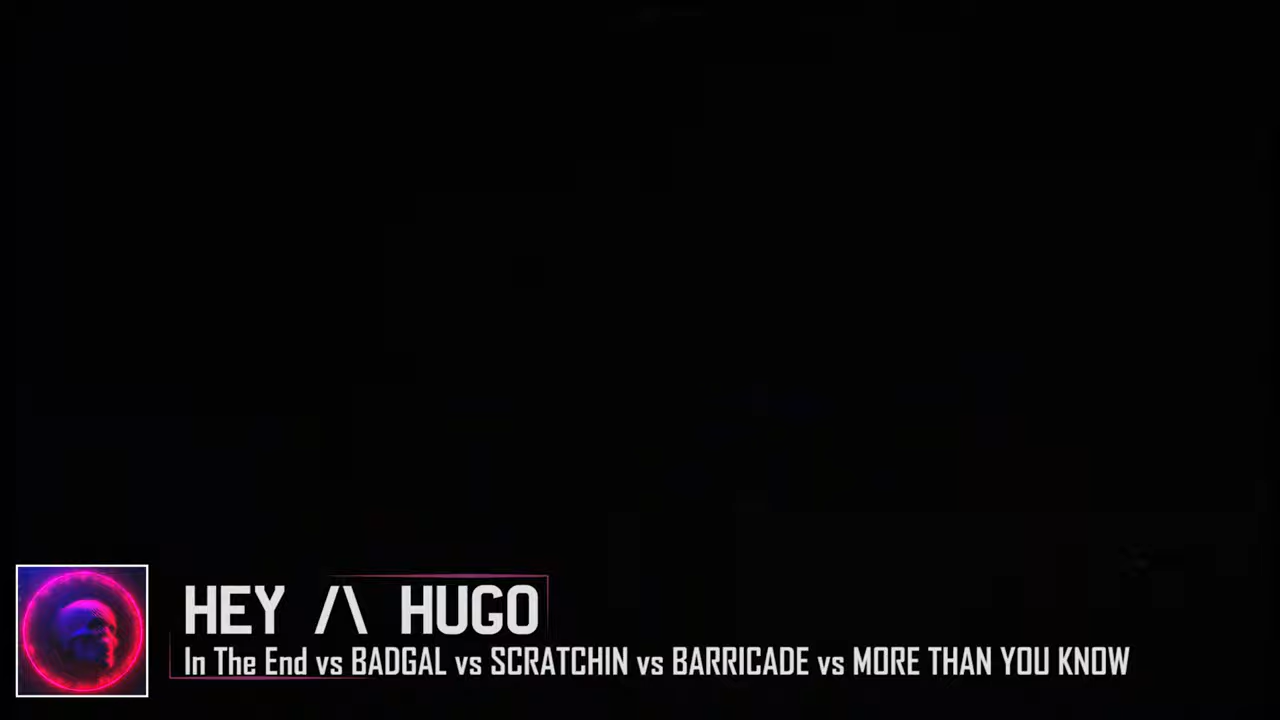 HEY /\ HUGO
In The End vs BADGAL vs SCRATCHIN vs BARRICADE vs MORE THAN YOU KNOW